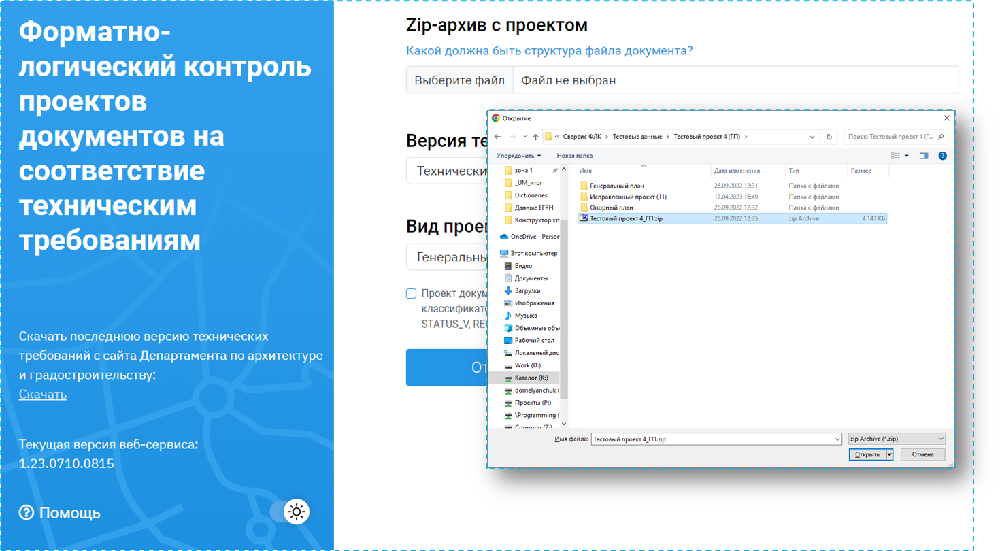 Форматно-
логический контроль
проектов
документов на
соответствие
техническим
требованиям
Скачать последнюю версию технических
требований с сайта Департамента по архитектуре
и градостроительству:
Скачать
Текущая версия веб-сервиса:
1.23.0710.0815
Помощь
Zip-архив с проектом
Какой должна быть структура файла документа?
Выберите файл Файл не выбран
Версия те
Технически
Вид прое
Генеральны
Проект докум
классификат
STATUS_V, RE
От
Открытие
« Сверсис ФЛК › Тестовые данные › Тестовый проект 4 (ГП) ›
Поиск: Тестовый проект 4 (Г...
Упорядочить Новая папка
зона 1
_UM_итог
Dictionaries
Данные ЕГРН
Конструктор xm
OneDrive - Person
Этот компьютер
Видео
Документы
Загрузки
Изображения
Музыка
Объемные объ
Рабочий стол
Локальный дис
Work (D:)
Каталог (K:)
domelyanchuk (
Проекты (P:)
\Programming (
Common (Z:)
Имя Дата изменения Тип Размер
Генеральный план 26.09.2022 12:31 Папка с файлами
Исправленный проект (11) 17.04.2023 16:49 Папка с файлами
Опорный план 26.09.2022 12:32 Папка с файлами
Тестовый проект 4_ГП.zip 26.09.2022 12:35 zip Archive 4 147 КБ
Имя файла: Тестовый проект 4_ГП.zip zip Archive (*.zip)
Открыть Отмена